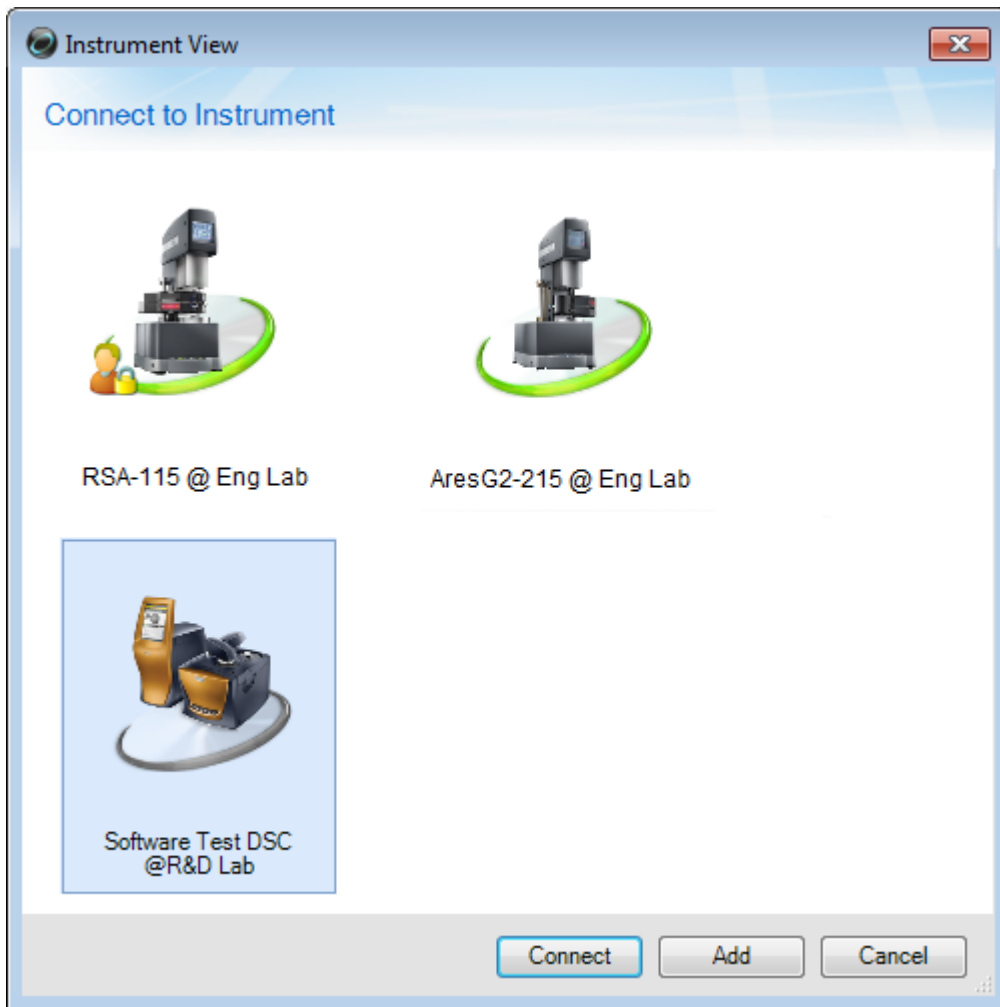 Instrument View
Connect to Instrument
RSA-115 @ Eng Lab
AresG2-215 @ Eng Lab
Software Test DSC
@R&D Lab
Connect
Add
Cancel